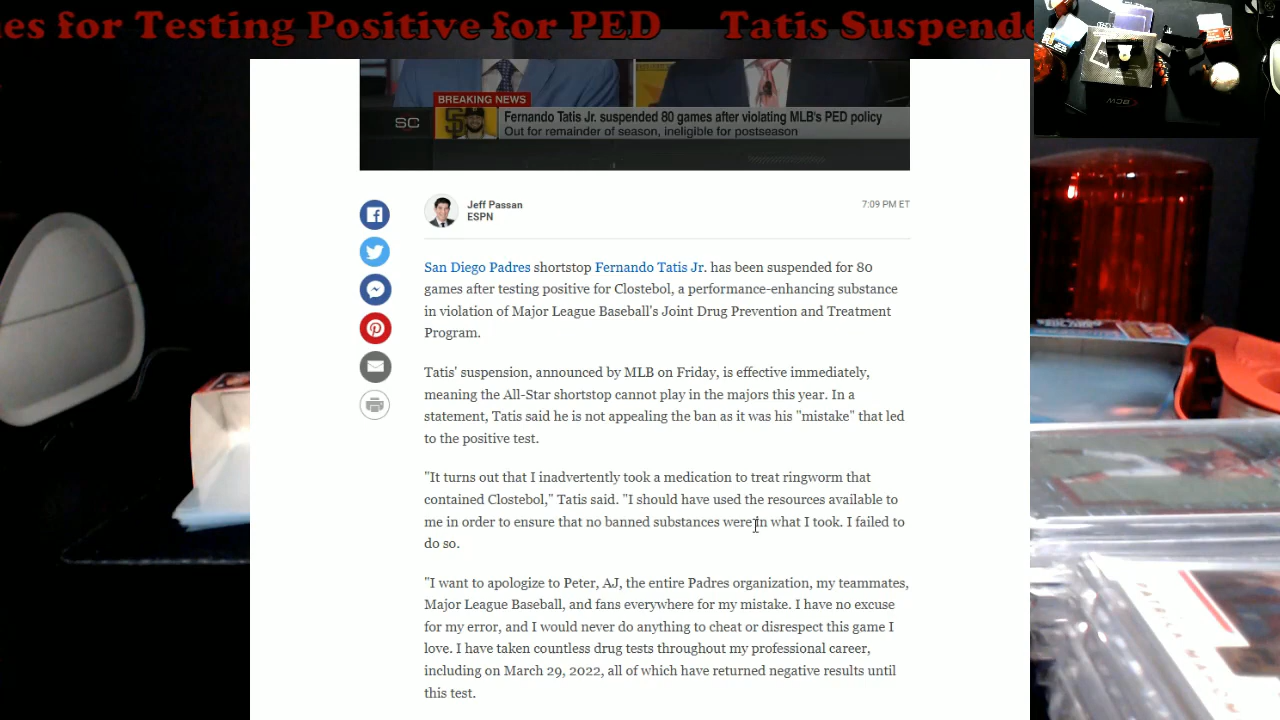 es for Testing Positive for PED Tatis Suspende
BREAKING NEWS
SC
Fernando Tatis Jr. suspended 80 games after violating MLB's PED policy
Out for remainder of season, ineligible for postseason
Jeff Passan
ESPN
7:09 PM ET
San Diego Padres shortstop Fernando Tatis Jr. has been suspended for 80
games after testing positive for Clostebol, a performance-enhancing substance
in violation of Major League Baseball's Joint Drug Prevention and Treatment
Program.
Tatis' suspension, announced by MLB on Friday, is effective immediately,
meaning the All-Star shortstop cannot play in the majors this year. In a
statement, Tatis said he is not appealing the ban as it was his "mistake" that led
to the positive test.
"It turns out that I inadvertently took a medication to treat ringworm that
contained Clostebol," Tatis said. "I should have used the resources available to
me in order to ensure that no banned substances were in what I took. I failed to
do so.
"I want to apologize to Peter, AJ, the entire Padres organization, my teammates,
Major League Baseball, and fans everywhere for my mistake. I have no excuse
for my error, and I would never do anything to cheat or disrespect this game I
love. I have taken countless drug tests throughout my professional career,
including on March 29, 2022, all of which have returned negative results until
this test.